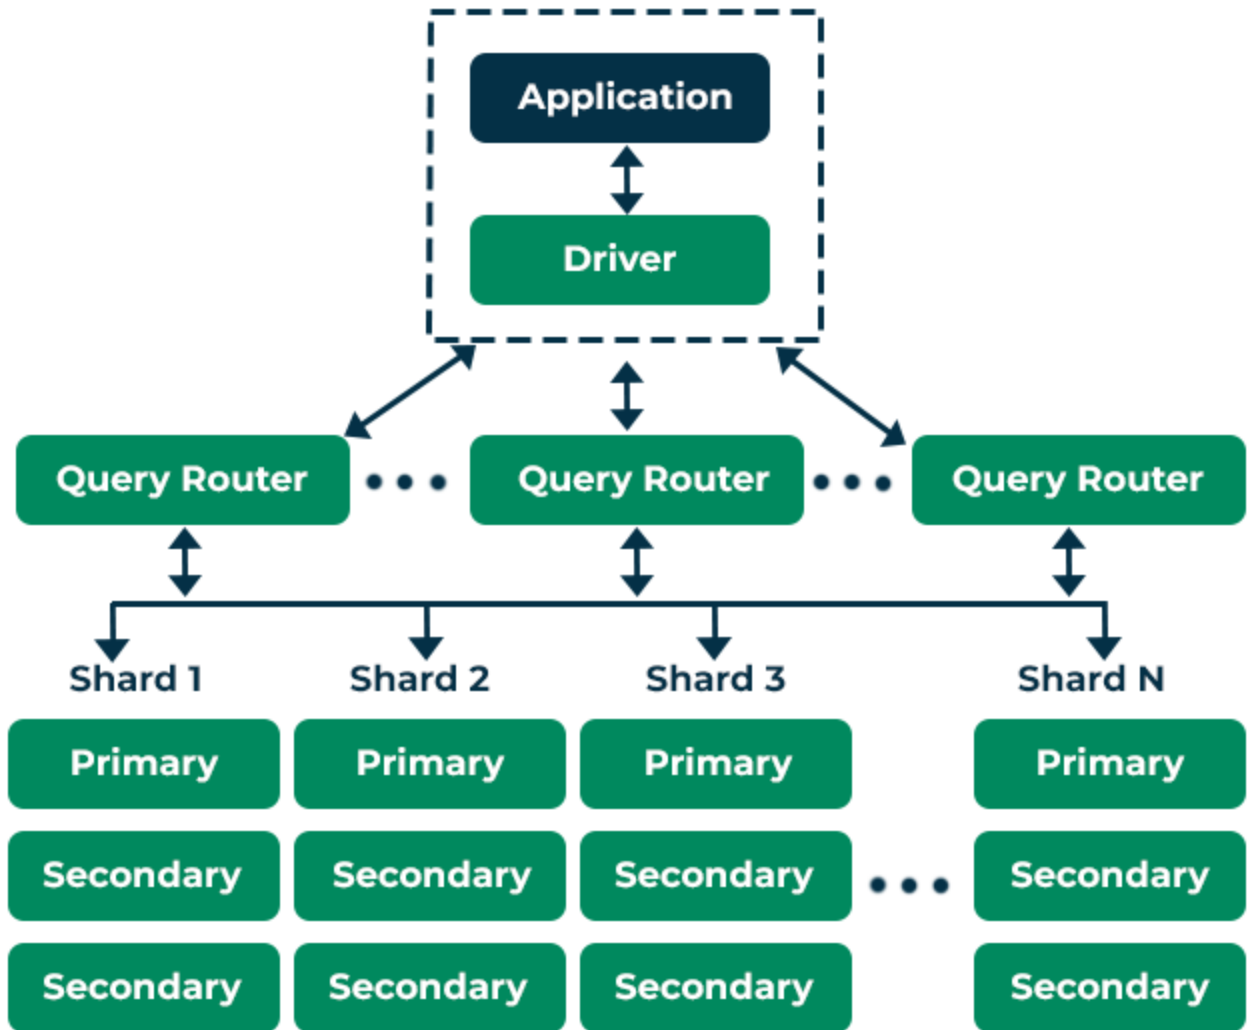 Application
Driver
Query Router
Query Router
Query Router
Shard 1
Shard 2
Shard 3
Shard N
Primary
Primary
Primary
Primary
Secondary
Secondary
Secondary
Secondary
Secondary
Secondary
Secondary
Secondary